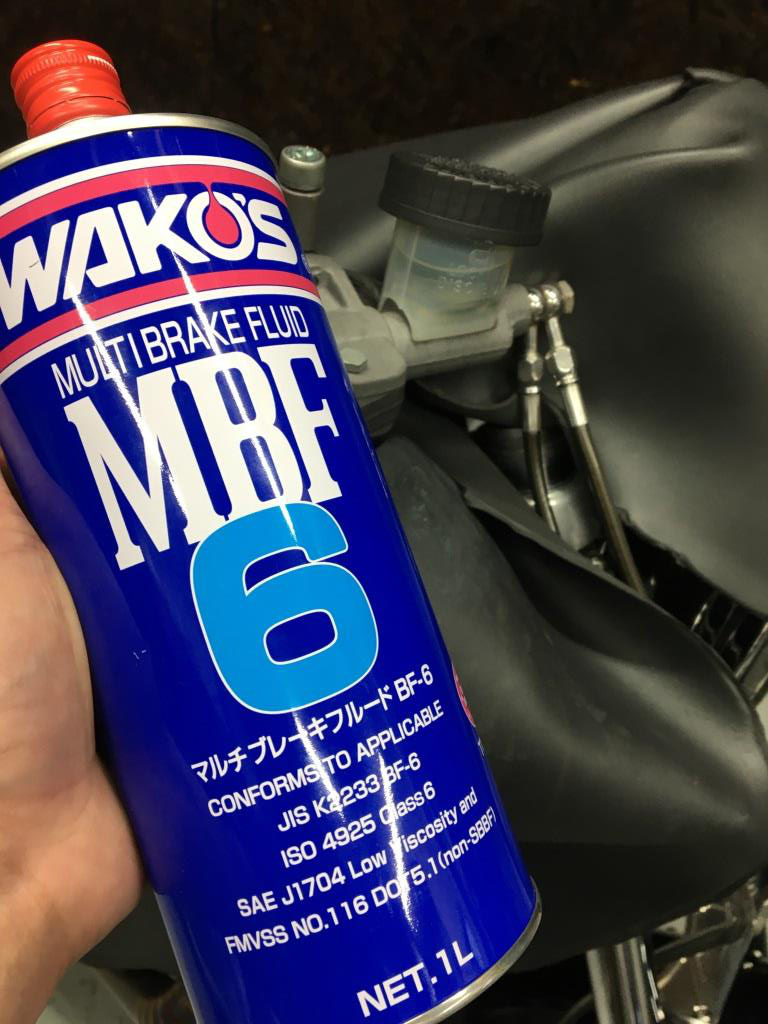 WAKO'S
MULTI BRAKE FLUID
MBF
6
マルチブレーキフルード BF-6
CONFORMS TO APPLICABLE
JIS K2233 BF-6
ISO 4925 Class 6
SAE J1704 Low Viscosity and
FMVSS NO.116 DOT5.1(non-SBBF)
NET.1L